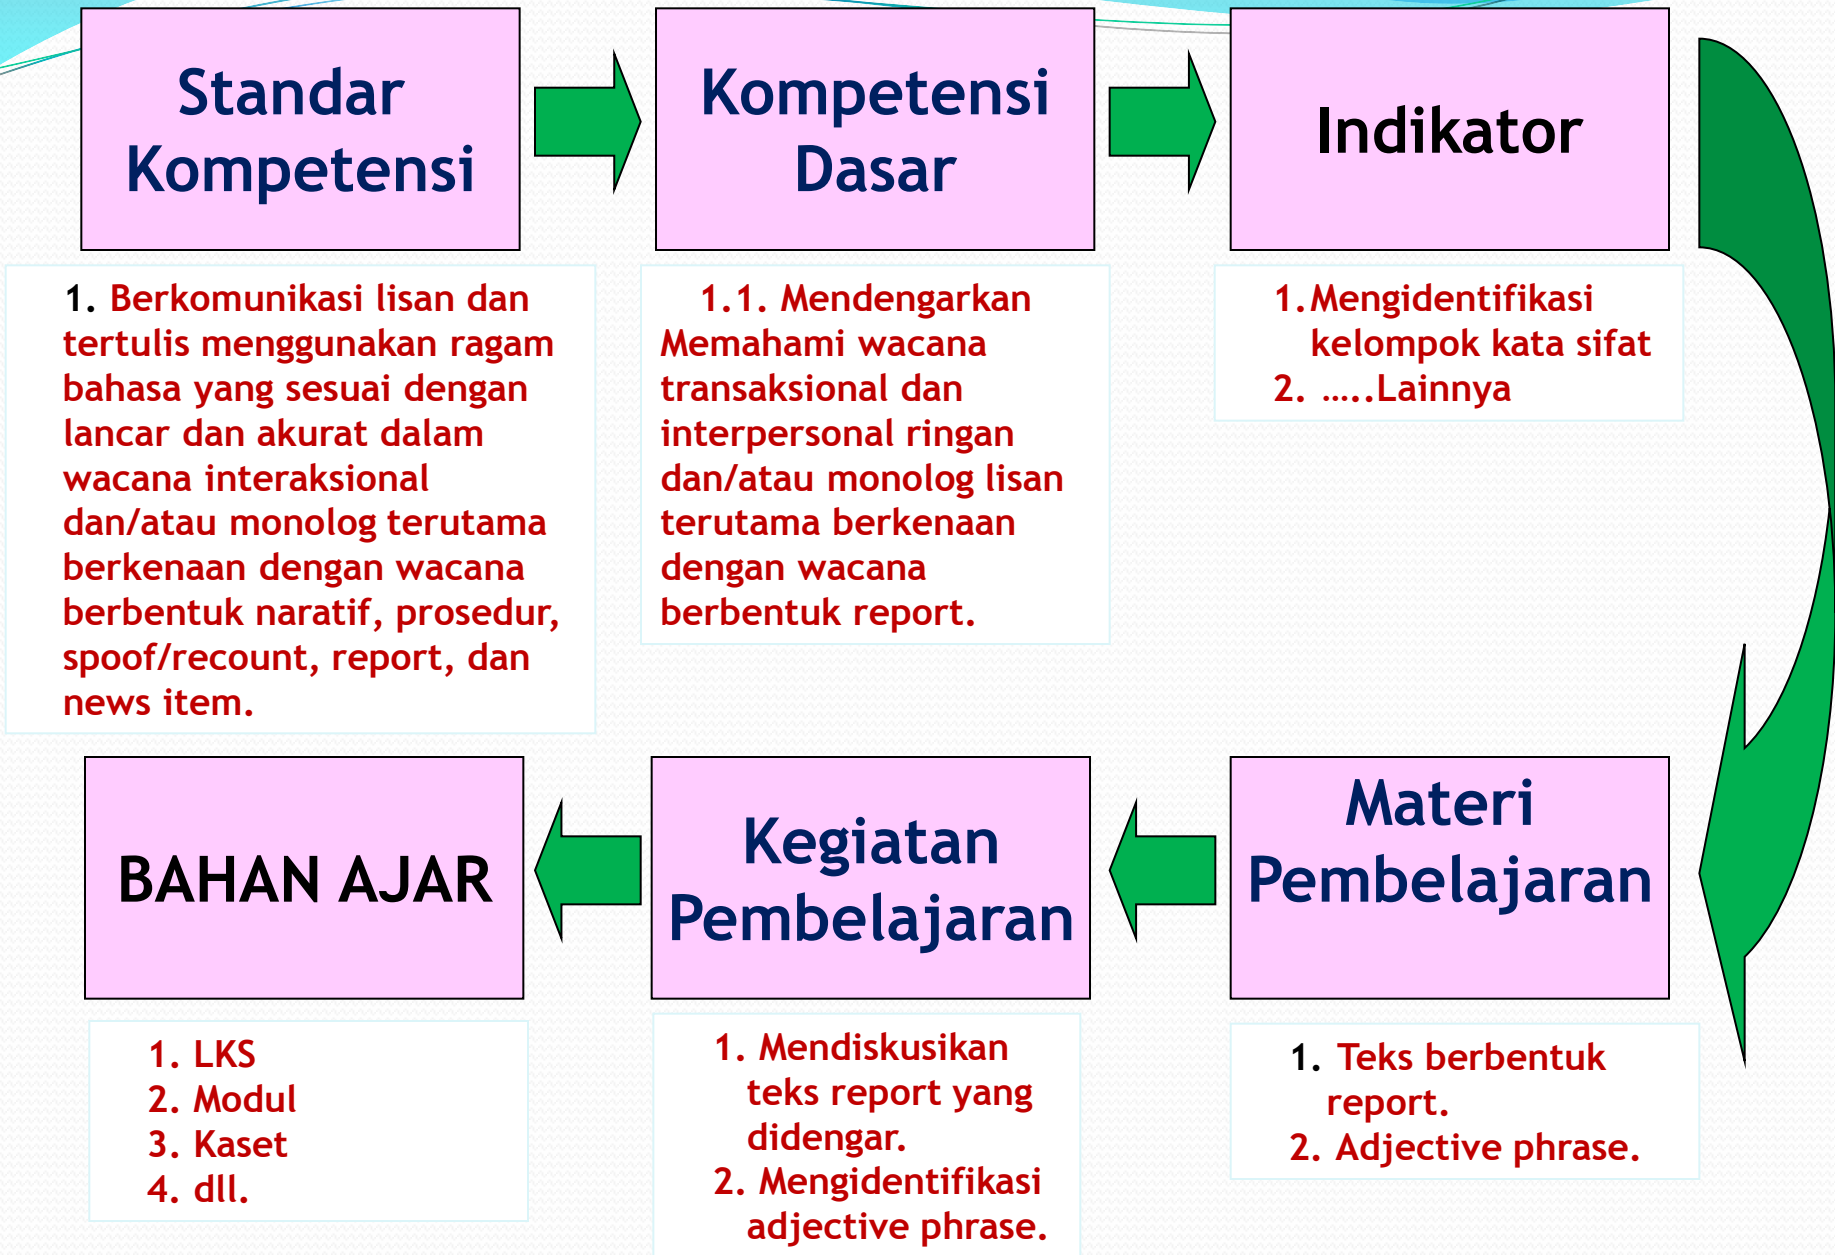 Standar
Kompetensi
Kompetensi
Dasar
Indikator
1. Berkomunikasi lisan dan
tertulis menggunakan ragam
bahasa yang sesuai dengan
lancar dan akurat dalam
wacana interaksional
dan/atau monolog terutama
berkenaan dengan wacana
berbentuk naratif, prosedur,
spoof/recount, report, dan
news item.
1.1. Mendengarkan
Memahami wacana
transaksional dan
interpersonal ringan
dan/atau monolog lisan
terutama berkenaan
dengan wacana
berbentuk report.
1.Mengidentifikasi
kelompok kata sifat
2. …..Lainnya
Materi
Pembelajaran
Kegiatan
Pembelajaran
BAHAN AJAR
1. Teks berbentuk
report.
2. Adjective phrase.
1. Mendiskusikan
teks report yang
didengar.
2. Mengidentifikasi
adjective phrase.
1. LKS
2. Modul
3. Kaset
4. dll.